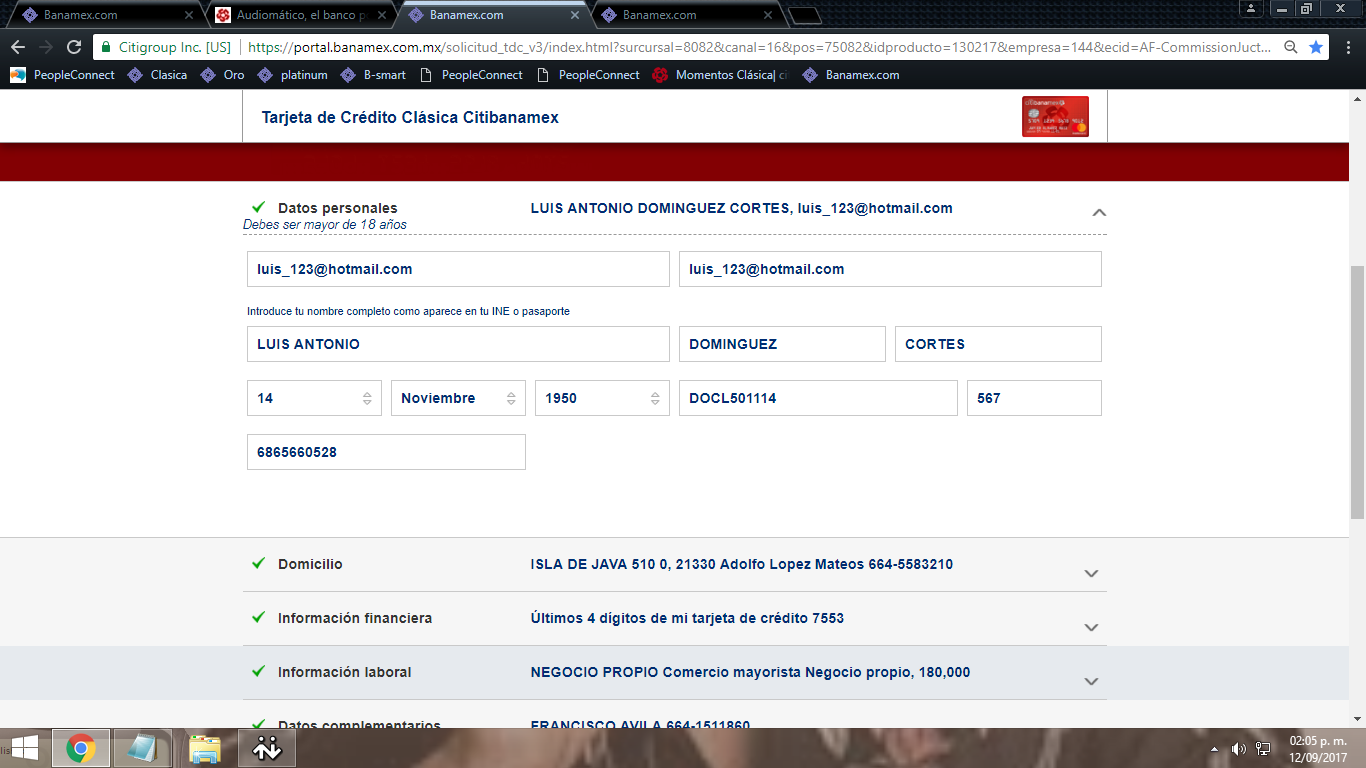 Banamex.com
Audiomático, el banco p
Banamex.com
Banamex.com
Citigroup Inc. [US]
https://portal.banamex.com.mx/solicitud_tdc_v3/index.html?sursursal=8082&canal=16&pos=75082&idproducto=130217&empresa=144&ecid=AF-CommissionJuct...
PeopleConnect
Clasica
Oro
platinum
B-smart
PeopleConnect
PeopleConnect
Momentos Clásica| ci
Banamex.com
Tarjeta de Crédito Clásica Citibanamex
Datos personales
LUIS ANTONIO DOMINGUEZ CORTES, luis_123@hotmail.com
Debes ser mayor de 18 años
luis_123@hotmail.com
luis_123@hotmail.com
Introduce tu nombre completo como aparece en tu INE o pasaporte
LUIS ANTONIO
DOMINGUEZ
CORTES
14
Noviembre
1950
DOCL501114
567
6865660528
Domicilio
ISLA DE JAVA 510 0, 21330 Adolfo Lopez Mateos 664-5583210
Información financiera
Últimos 4 dígitos de mi tarjeta de crédito 7553
Información laboral
NEGOCIO PROPIO Comercio mayorista Negocio propio, 180,000
Datos complementarios
FRANCISCO AVILA 664-1511860
02:05 p. m.
12/09/2017